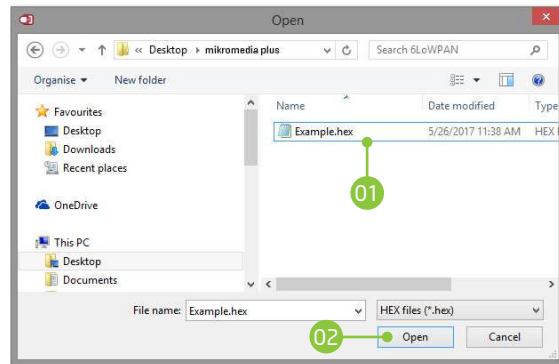 Open
« Desktop › mikromedia plus
Search 6LoWPAN
Organise
New folder
Favourites
Desktop
Downloads
Recent places
OneDrive
This PC
Desktop
Documents
Name
Date modified
Type
Example.hex
5/26/2017 11:38 AM
HEX
01
File name: Example.hex
HEX files (*.hex)
02
Open
Cancel